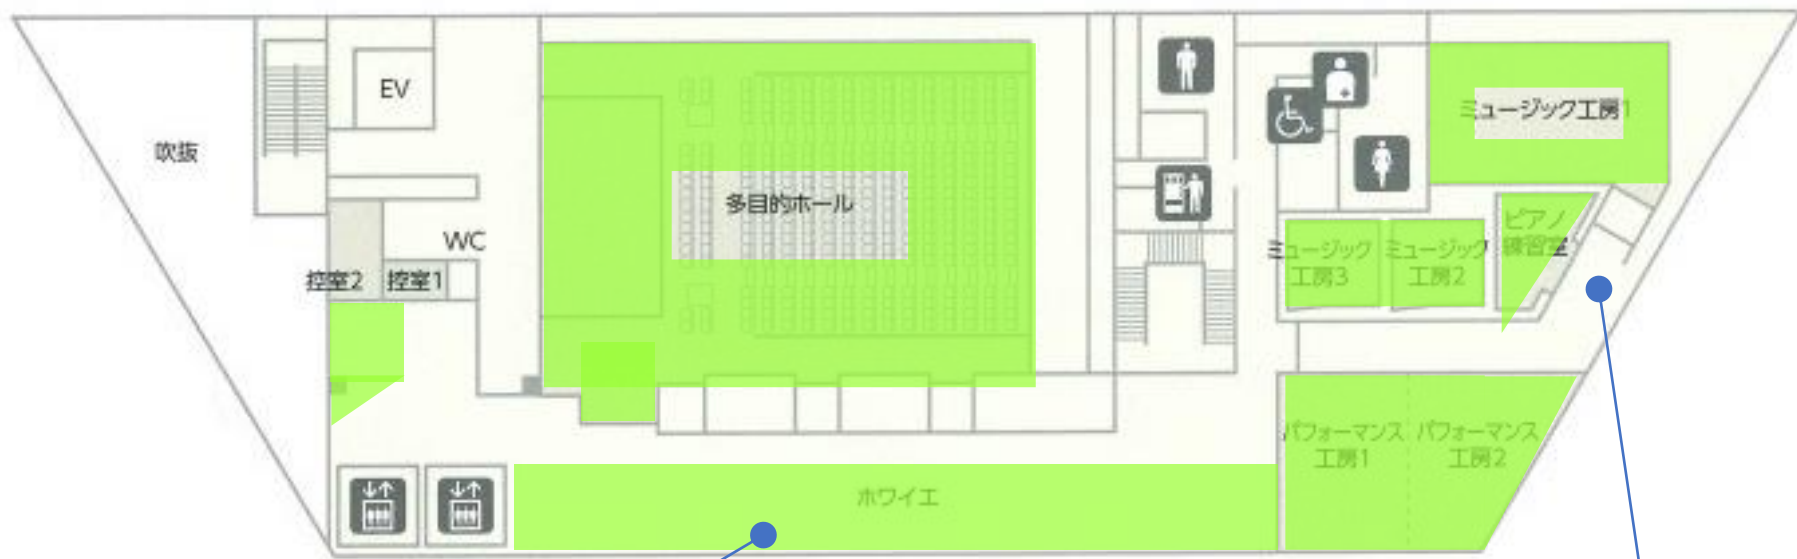 EV
吹抜
ミュージック工房1
多目的ホール
WC
控室2
控室1
ミュージック
工房3
ミュージック
工房2
ピアノ
練習室
パフォーマンス
工房1
パフォーマンス
工房2
ホワイエ